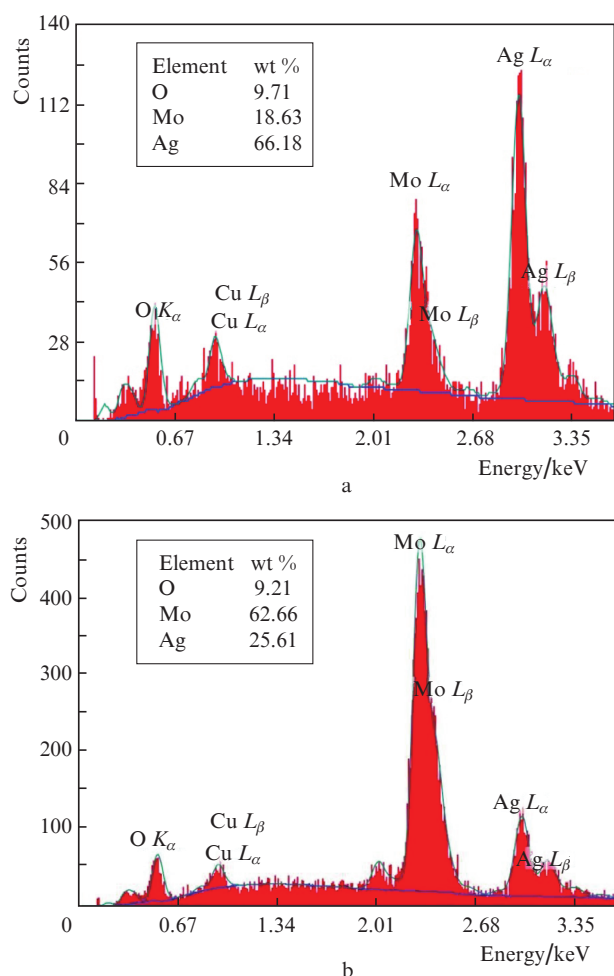 140
112
84
56
28
0
Counts
Element wt %
O 9.71
Mo 18.63
Ag 66.18
Ag Lα
Mo Lα
Ag Lβ
Cu Lβ
O Kα
Cu Lα
Mo Lβ
0.67 1.34 2.01 2.68 3.35
Energy/keV
a
500
400
300
200
100
0
Counts
Element wt %
O 9.21
Mo 62.66
Ag 25.61
Mo Lα
Mo Lβ
Ag Lα
Cu Lβ
O Kα
Cu Lα
Ag Lβ
0.67 1.34 2.01 2.68 3.35
Energy/keV
b